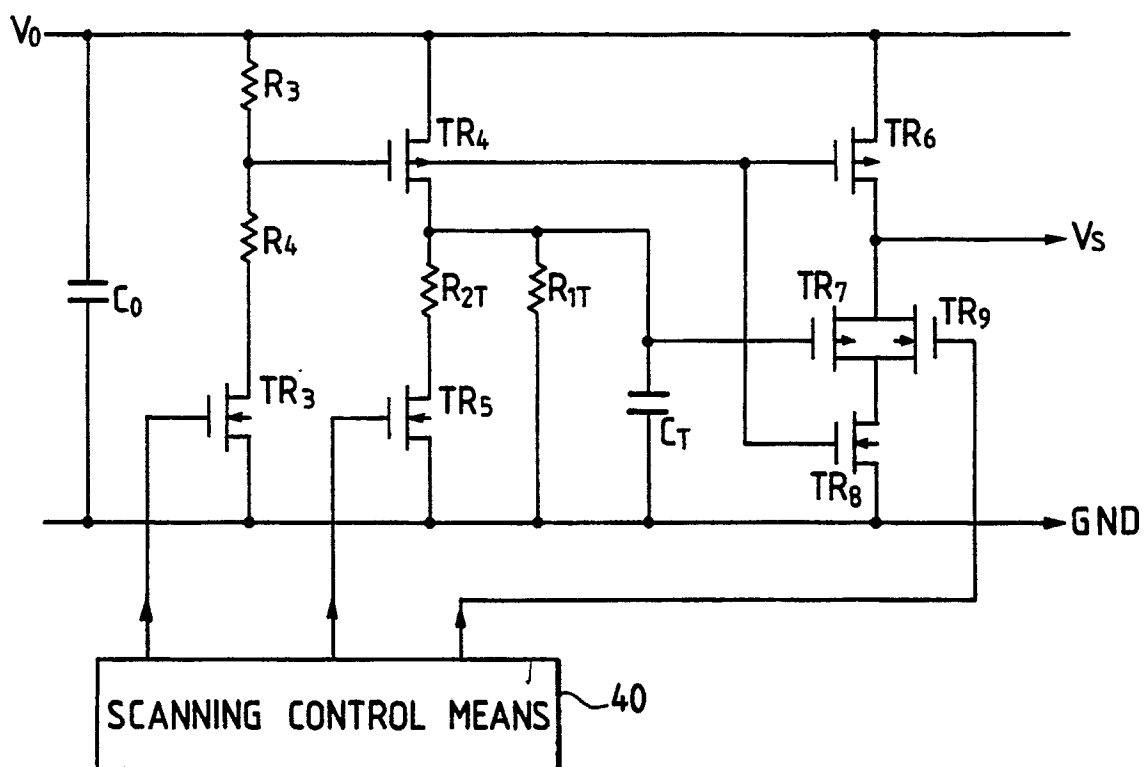 V0
R3
TR4
TR6
R4
VS
C0
R2T
R1T
TR7
TR9
TR3
TR5
CT
TR8
GND
SCANNING CONTROL MEANS
40